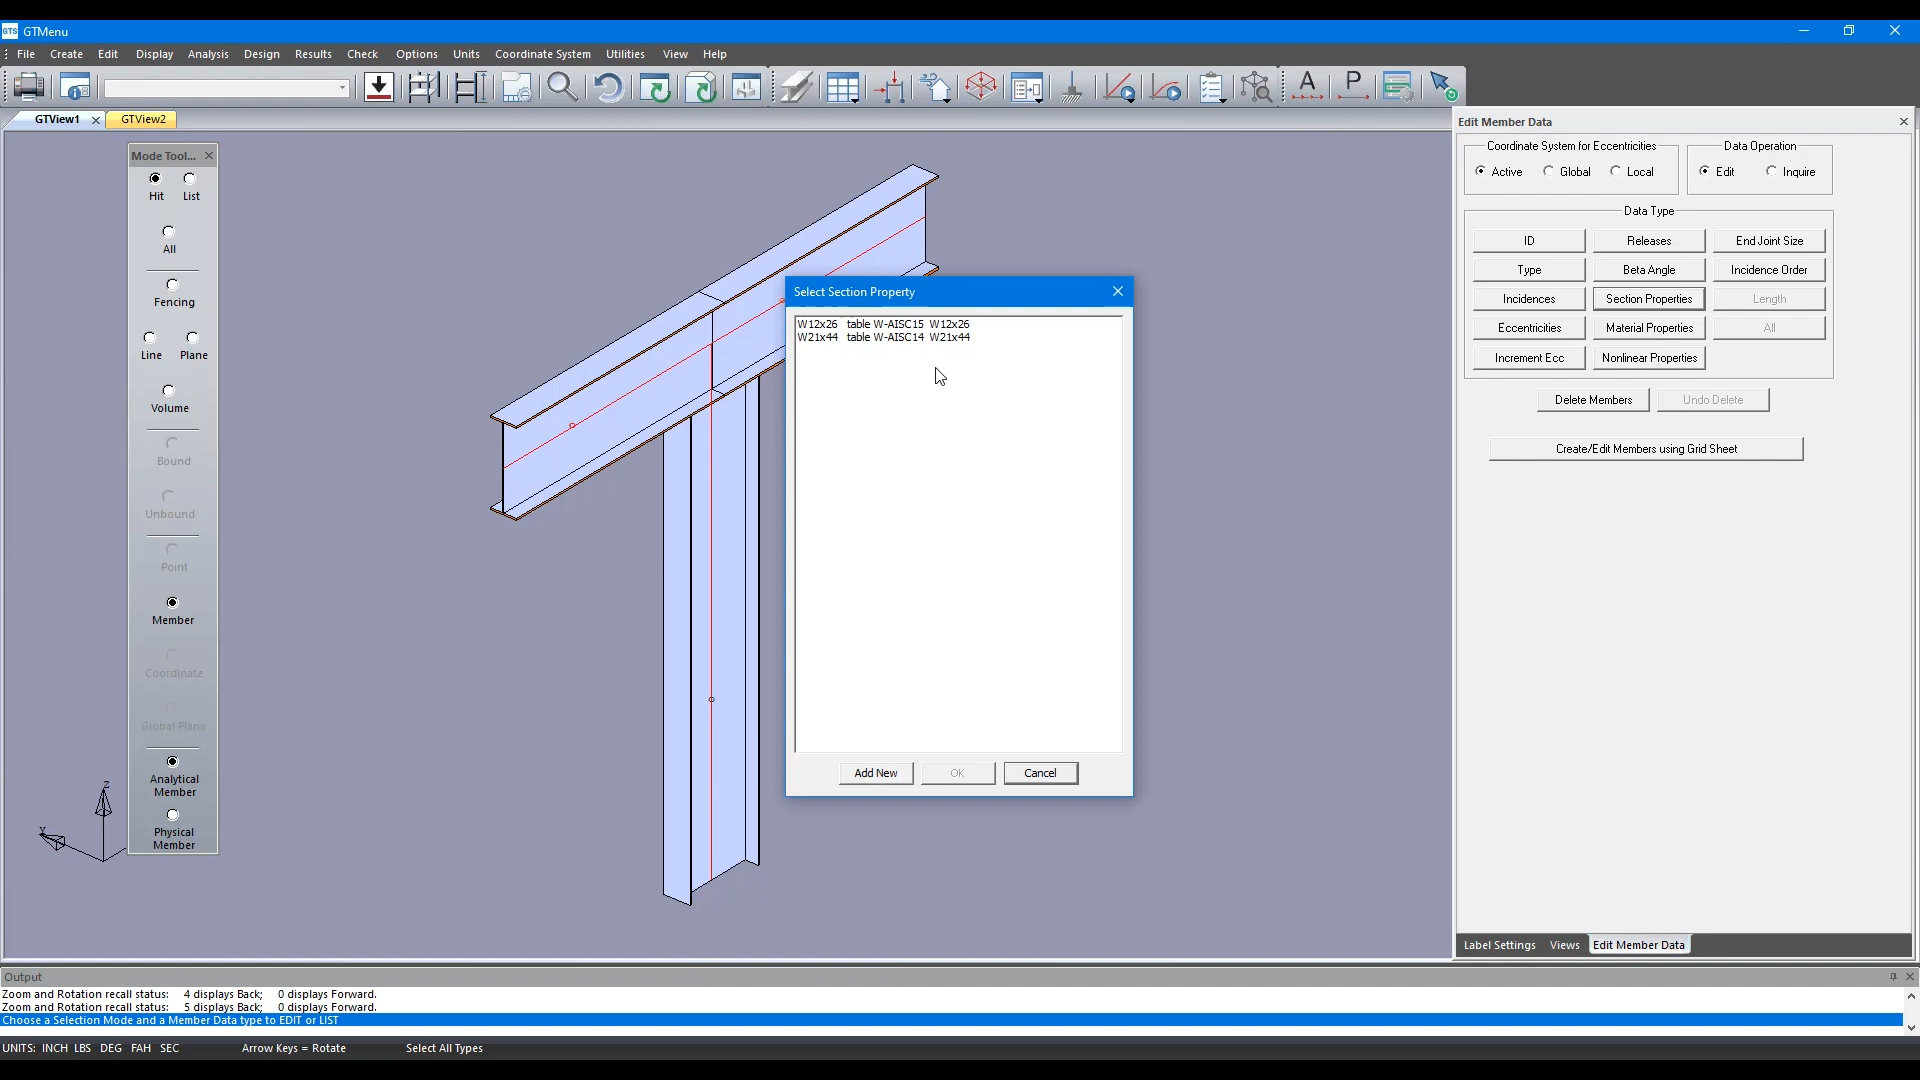 GTS GTMenu
File Create Edit Display Analysis Design Results Check Options Units Coordinate System Utilities View Help
A P
GTView1 GTView2
Mode Tool...
Hit List
All
Fencing
Line Plane
Volume
Bound
Unbound
Point
Member
Coordinate
Global Plane
Analytical
Member
Physical
Member
Z
Y
Select Section Property
W12x26 table W-AISC15 W12x26
W21x44 table W-AISC14 W21x44
Add New OK Cancel
Edit Member Data
Coordinate System for Eccentricities Data Operation
Active Global Local Edit Inquire
Data Type
ID Releases End Joint Size
Type Beta Angle Incidence Order
Incidences Section Properties Length
Eccentricities Material Properties All
Increment Ecc Nonlinear Properties
Delete Members Undo Delete
Create/Edit Members using Grid Sheet
Label Settings Views Edit Member Data
Output
Zoom and Rotation recall status: 4 displays Back; 0 displays Forward.
Zoom and Rotation recall status: 5 displays Back; 0 displays Forward.
Choose a Selection Mode and a Member Data type to EDIT or LIST
UNITS: INCH LBS DEG FAH SEC Arrow Keys = Rotate Select All Types